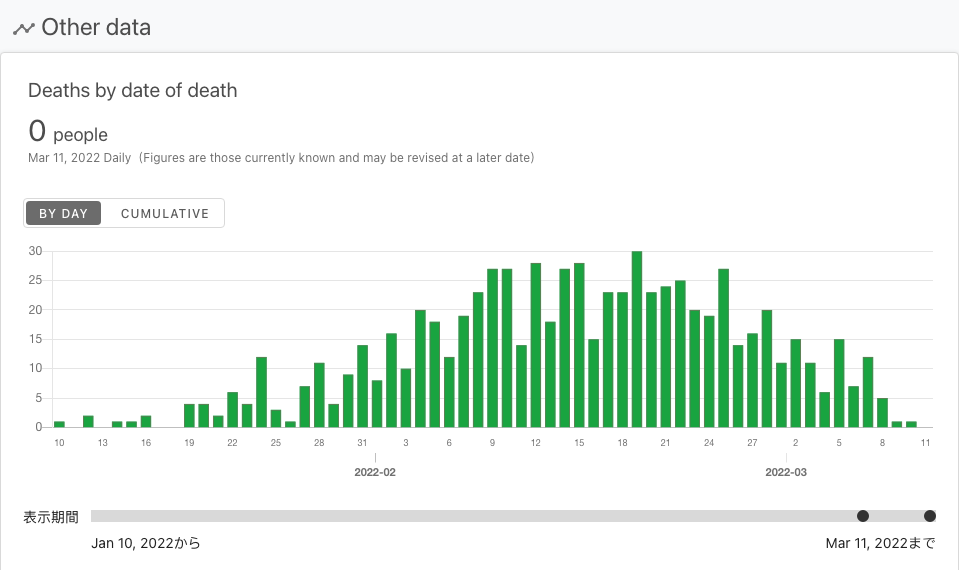 Other data
Deaths by date of death
0 people
Mar 11, 2022 Daily（Figures are those currently known and may be revised at a later date）
BY DAY CUMULATIVE
30
25
20
15
10
5
0
10 13 16 19 22 25 28 31 3 6 9 12 15 18 21 24 27 2 5 8 11
2022-02 2022-03
表示期間
Jan 10, 2022から Mar 11, 2022まで